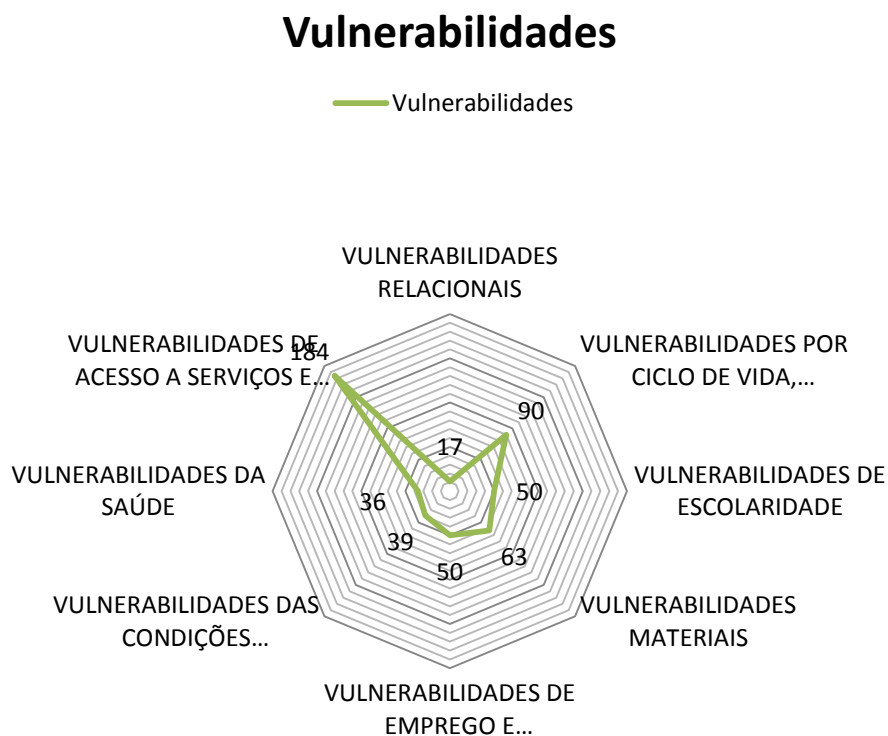 Vulnerabilidades
Vulnerabilidades
VULNERABILIDADES
RELACIONAIS
VULNERABILIDADES POR
CICLO DE VIDA,...
VULNERABILIDADES DE
ESCOLARIDADE
VULNERABILIDADES
MATERIAIS
VULNERABILIDADES DE
EMPREGO E...
VULNERABILIDADES DAS
CONDIÇÕES...
VULNERABILIDADES DA
SAÚDE
VULNERABILIDADES DE
ACESSO A SERVIÇOS E...
17
90
50
63
50
39
36
184